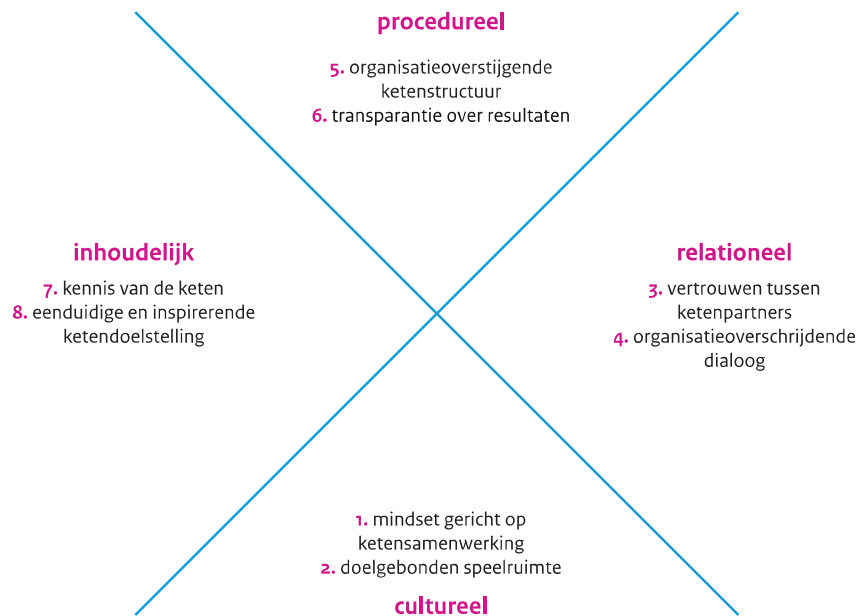 procedureel
5. organisatieoverstijgende
ketenstructuur
6. transparantie over resultaten
inhoudelijk
7. kennis van de keten
8. eenduidige en inspirerende
ketendoelstelling
relationeel
3. vertrouwen tussen
ketenpartners
4. organisatieoverschrijdende
dialoog
1. mindset gericht op
ketensamenwerking
2. doelgebonden speelruimte
cultureel